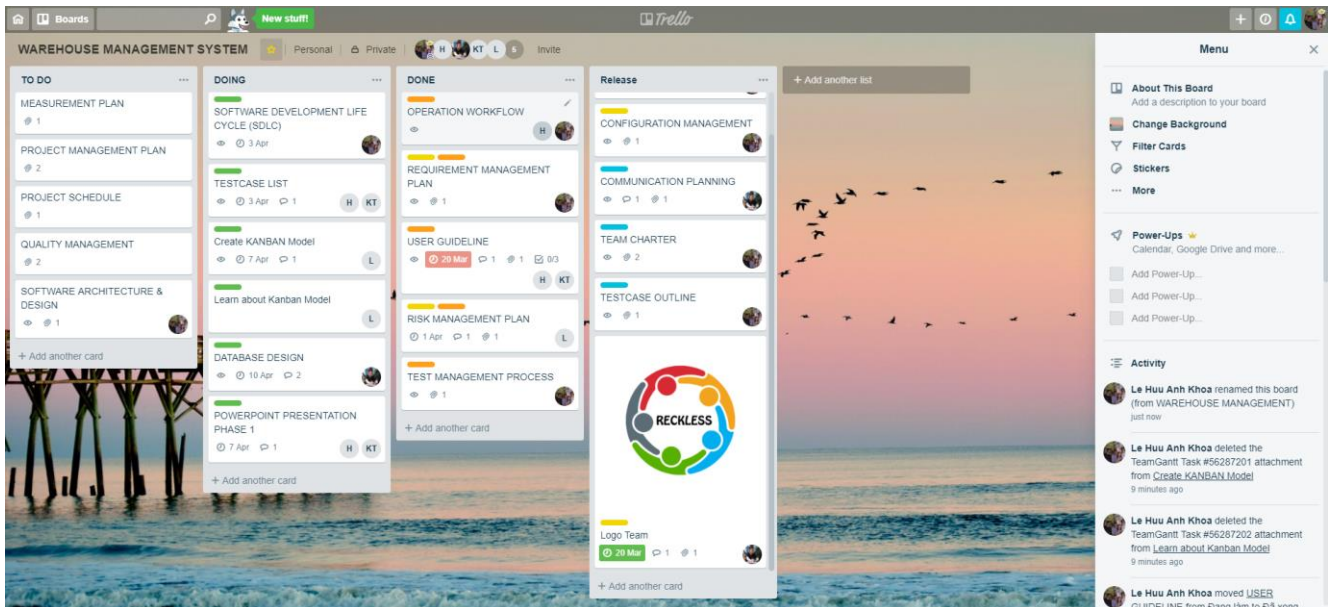 Boards
New stuff!
Trello
WAREHOUSE MANAGEMENT SYSTEM
Personal
Private
H
KT
L
5
Invite
TO DO
MEASUREMENT PLAN
1
PROJECT MANAGEMENT PLAN
2
PROJECT SCHEDULE
1
QUALITY MANAGEMENT
2
SOFTWARE ARCHITECTURE &
DESIGN
1
+ Add another card
DOING
SOFTWARE DEVELOPMENT LIFE
CYCLE (SDLC)
3 Apr
TESTCASE LIST
3 Apr 1
H KT
Create KANBAN Model
7 Apr 1
L
Learn about Kanban Model
L
DATABASE DESIGN
10 Apr 2
POWERPOINT PRESENTATION
PHASE 1
7 Apr 1
H KT
+ Add another card
DONE
OPERATION WORKFLOW
H
REQUIREMENT MANAGEMENT
PLAN
1
USER GUIDELINE
20 Mar 1 1 0/3
H KT
RISK MANAGEMENT PLAN
1 Apr 1 1
L
TEST MANAGEMENT PROCESS
1
+ Add another card
Release
CONFIGURATION MANAGEMENT
1
COMMUNICATION PLANNING
1 1
TEAM CHARTER
2
TESTCASE OUTLINE
1
RECKLESS
Logo Team
20 Mar 1 1
+ Add another card
+ Add another list
Menu
About This Board
Add a description to your board
Change Background
Filter Cards
Stickers
More
Power-Ups
Calendar, Google Drive and more...
Add Power-Up...
Add Power-Up...
Add Power-Up...
Activity
Le Huu Anh Khoa renamed this board
(from WAREHOUSE MANAGEMENT)
just now
Le Huu Anh Khoa deleted the
TeamGantt Task #56287201 attachment
from Create KANBAN Model
9 minutes ago
Le Huu Anh Khoa deleted the
TeamGantt Task #56287202 attachment
from Learn about Kanban Model
9 minutes ago
Le Huu Anh Khoa moved USER
GUIDELINE from Đang làm to Đã xong